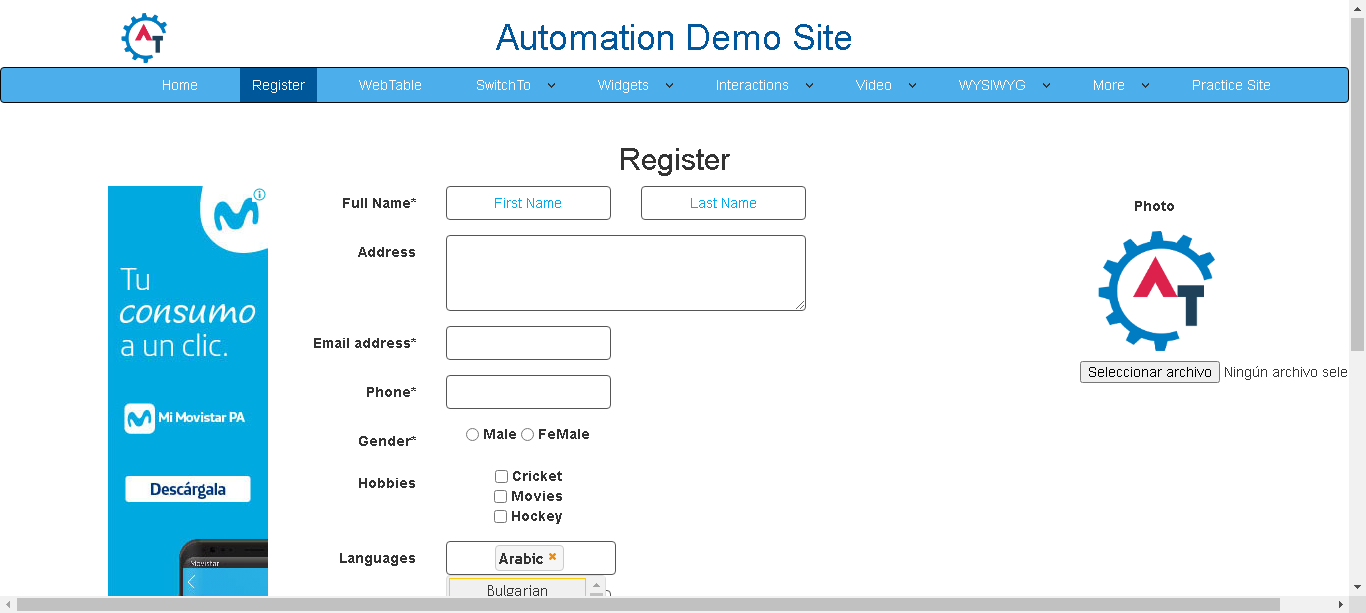 Automation Demo Site
Home Register WebTable SwitchTo Widgets Interactions Video WYSIWYG More Practice Site
Register
Tu
consumo
a un clic.
Mi Movistar PA
Descárgala
Movistar
Full Name* First Name Last Name
Address
Email address*
Phone*
Gender* Male FeMale
Hobbies Cricket
Movies
Hockey
Languages Arabic
Bulgarian
Photo
AT
Seleccionar archivo Ningún archivo sele